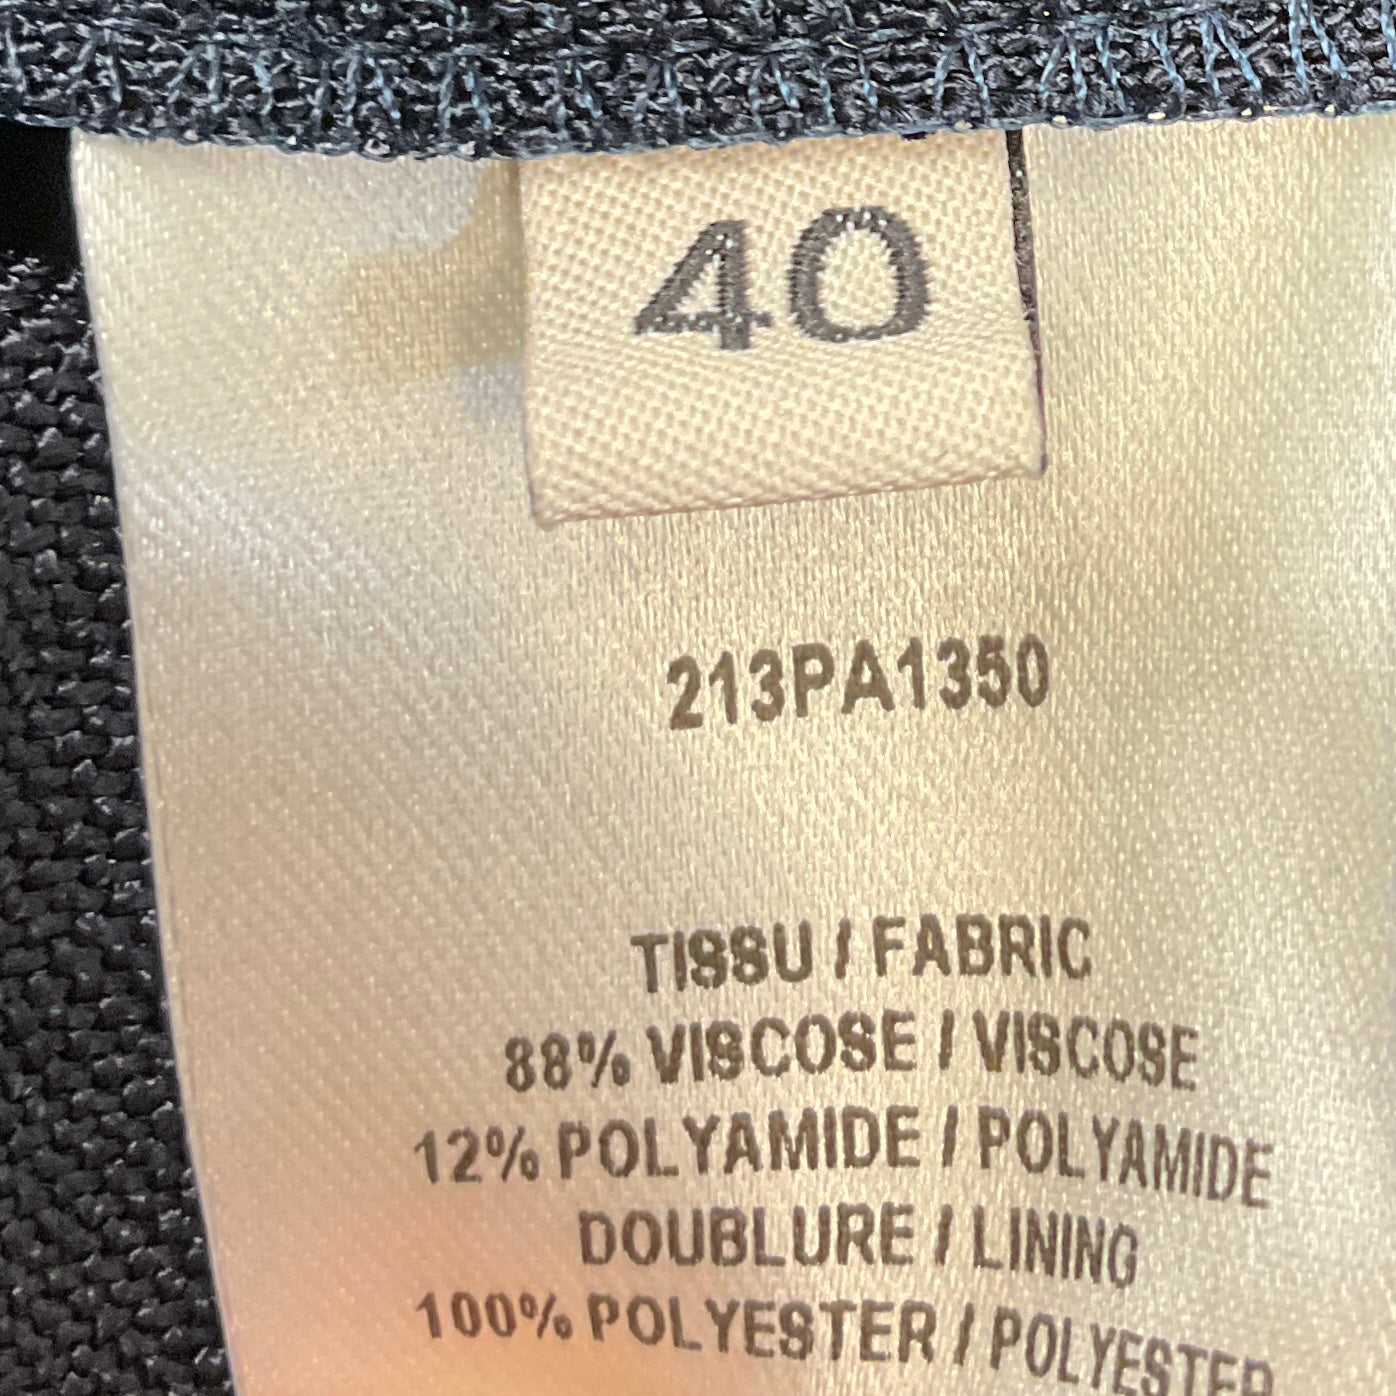 40
213PA1350
TISSU / FABRIC
88% VISCOSE / VISCOSE
12% POLYAMIDE / POLYAMIDE
DOUBLURE / LINING
100% POLYESTER / POLYESTER